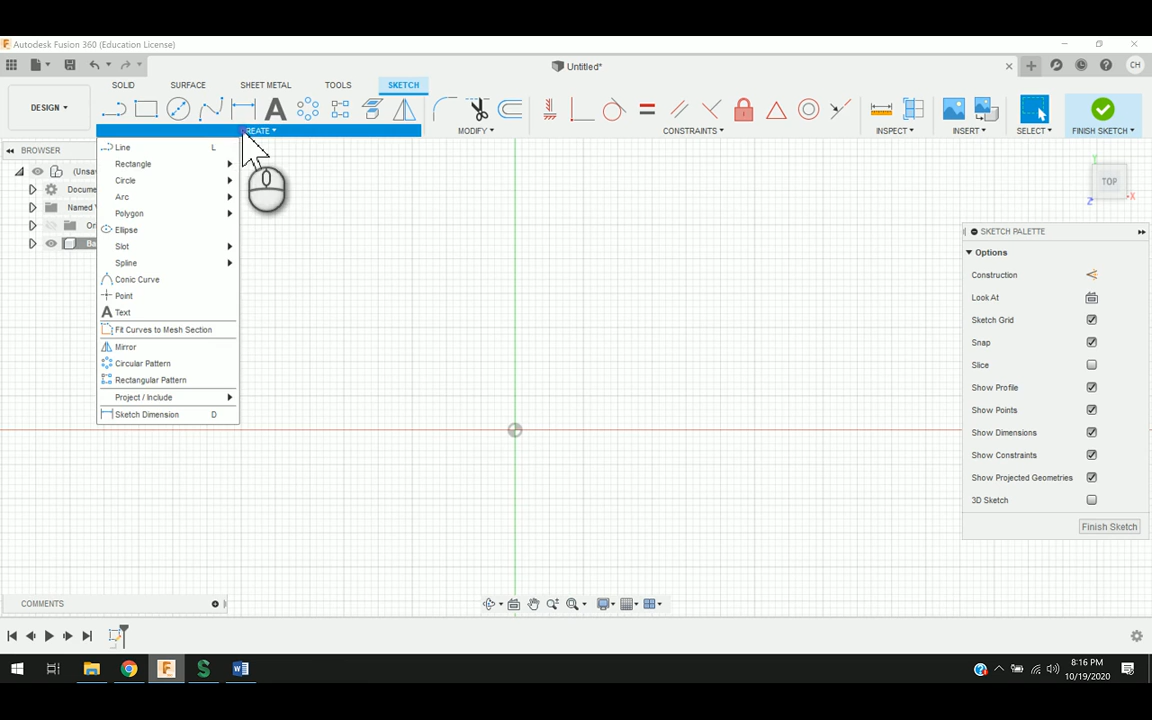 Autodesk Fusion 360 (Education License)
Untitled*
CH
DESIGN
SOLID
SURFACE
SHEET METAL
TOOLS
SKETCH
MODIFY
CONSTRAINTS
INSPECT
INSERT
SELECT
FINISH SKETCH
BROWSER
Line L
Rectangle
Circle
Arc
Polygon
Ellipse
Slot
Spline
Conic Curve
Point
Text
Fit Curves to Mesh Section
Mirror
Circular Pattern
Rectangular Pattern
Project / Include
Sketch Dimension D
TOP
Y
X
Z
SKETCH PALETTE
Options
Construction
Look At
Sketch Grid
Snap
Slice
Show Profile
Show Points
Show Dimensions
Show Constraints
Show Projected Geometries
3D Sketch
Finish Sketch
COMMENTS
8:16 PM
10/19/2020